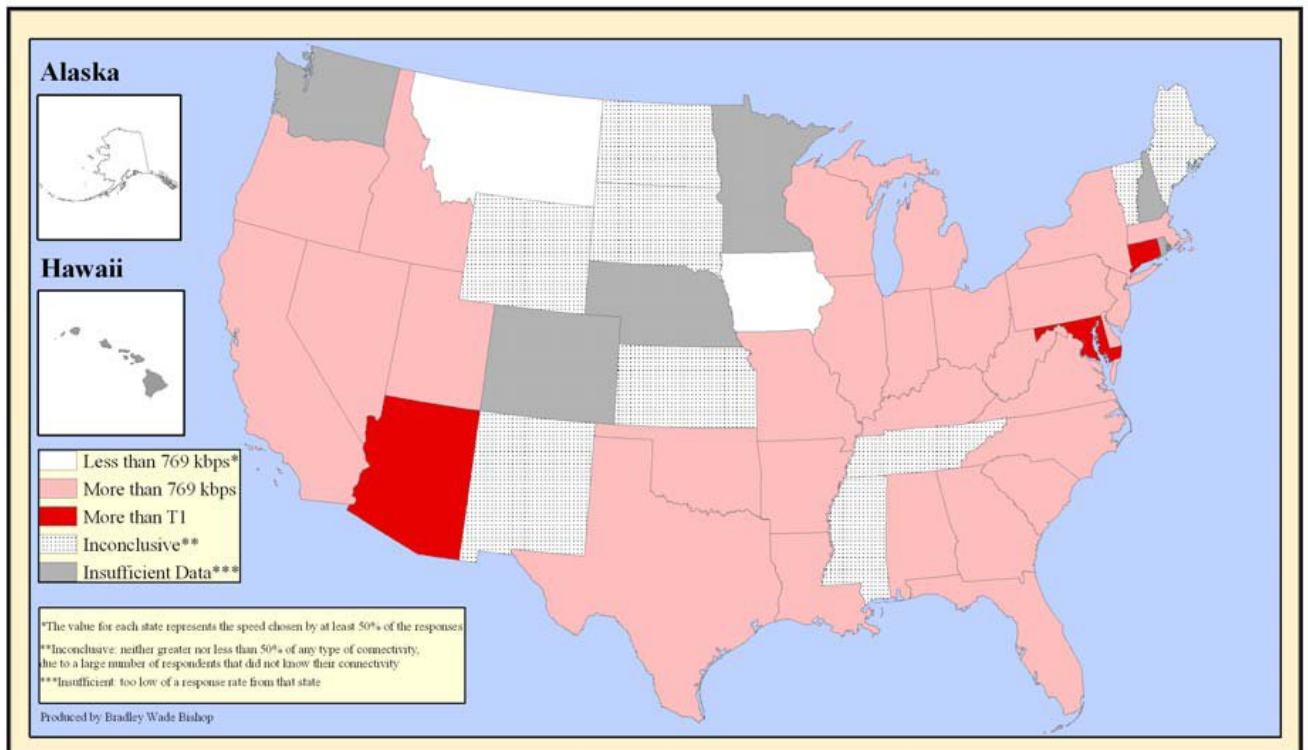 Alaska
Hawaii
Less than 769 kbps*
More than 769 kbps
More than T1
Inconclusive**
Insufficient Data***
*The value for each state represents the speed chosen by at least 50% of the responses
**Inconclusive: neither greater nor less than 50% of any type of connectivity,
due to a large number of respondents that did not know their connectivity
***Insufficient: too low of a response rate from that state
Produced by Bradley Wade Bishop